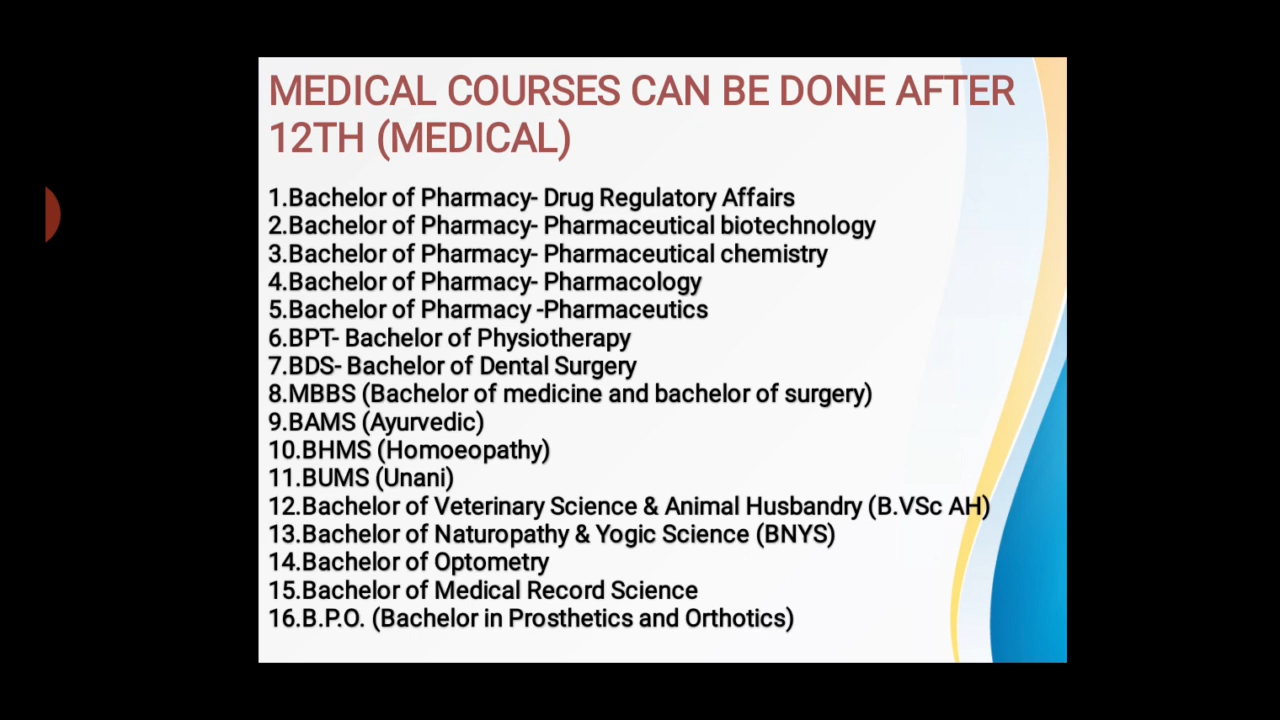 MEDICAL COURSES CAN BE DONE AFTER
12TH (MEDICAL)
1.Bachelor of Pharmacy- Drug Regulatory Affairs
2.Bachelor of Pharmacy- Pharmaceutical biotechnology
3.Bachelor of Pharmacy- Pharmaceutical chemistry
4.Bachelor of Pharmacy- Pharmacology
5.Bachelor of Pharmacy -Pharmaceutics
6.BPT- Bachelor of Physiotherapy
7.BDS- Bachelor of Dental Surgery
8.MBBS (Bachelor of medicine and bachelor of surgery)
9.BAMS (Ayurvedic)
10.BHMS (Homoeopathy)
11.BUMS (Unani)
12.Bachelor of Veterinary Science & Animal Husbandry (B.VSc AH)
13.Bachelor of Naturopathy & Yogic Science (BNYS)
14.Bachelor of Optometry
15.Bachelor of Medical Record Science
16.B.P.O. (Bachelor in Prosthetics and Orthotics)